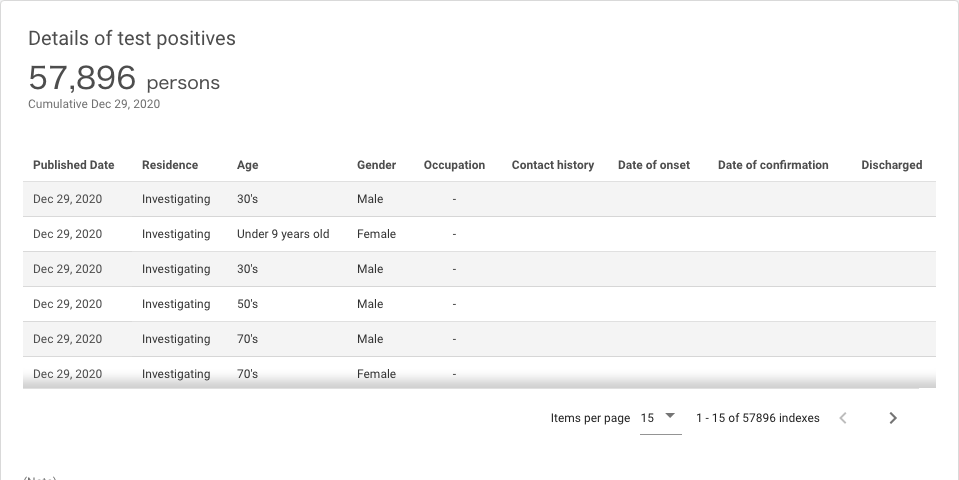 Details of test positives
57,896 persons
Cumulative Dec 29, 2020
Published Date Residence Age Gender Occupation Contact history Date of onset Date of confirmation Discharged
Dec 29, 2020 Investigating 30's Male -
Dec 29, 2020 Investigating Under 9 years old Female -
Dec 29, 2020 Investigating 30's Male -
Dec 29, 2020 Investigating 50's Male -
Dec 29, 2020 Investigating 70's Male -
Dec 29, 2020 Investigating 70's Female -
Items per page 15 1 - 15 of 57896 indexes